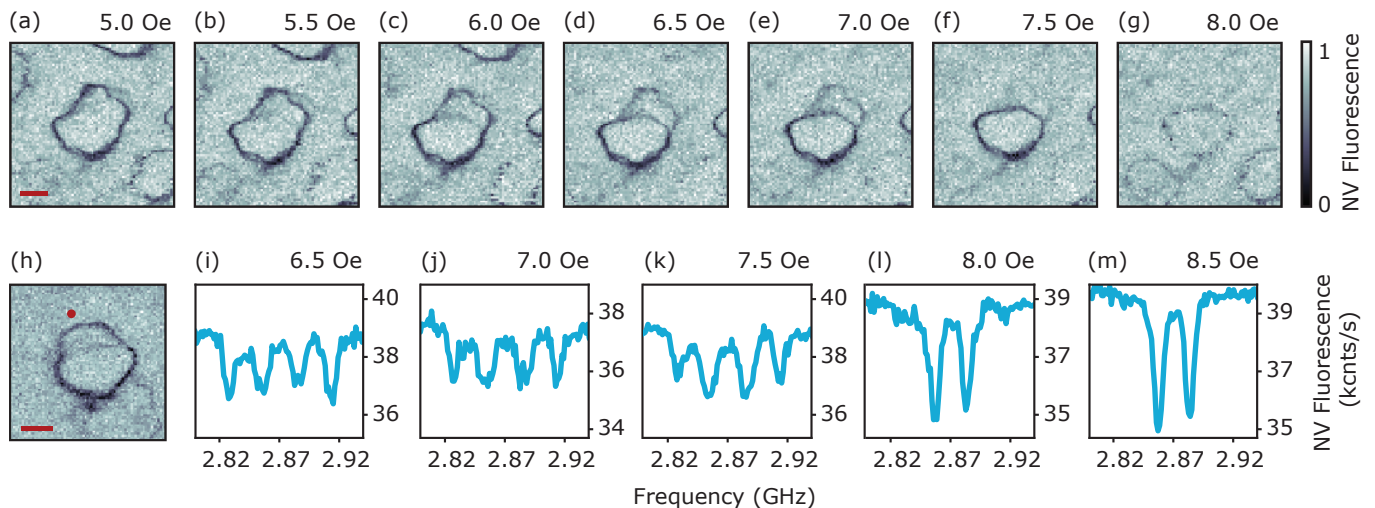 (a) 5.0 Oe (b) 5.5 Oe (c) 6.0 Oe (d) 6.5 Oe (e) 7.0 Oe (f) 7.5 Oe (g) 8.0 Oe
1
0
NV Fluorescence
(h) (i) 6.5 Oe (j) 7.0 Oe (k) 7.5 Oe (l) 8.0 Oe (m) 8.5 Oe
40 38 40 39 39
38 36 38 37 37
36 34 36 35 35
2.82 2.87 2.92 2.82 2.87 2.92 2.82 2.87 2.92 2.82 2.87 2.92 2.82 2.87 2.92
NV Fluorescence
(kcnts/s)
Frequency (GHz)